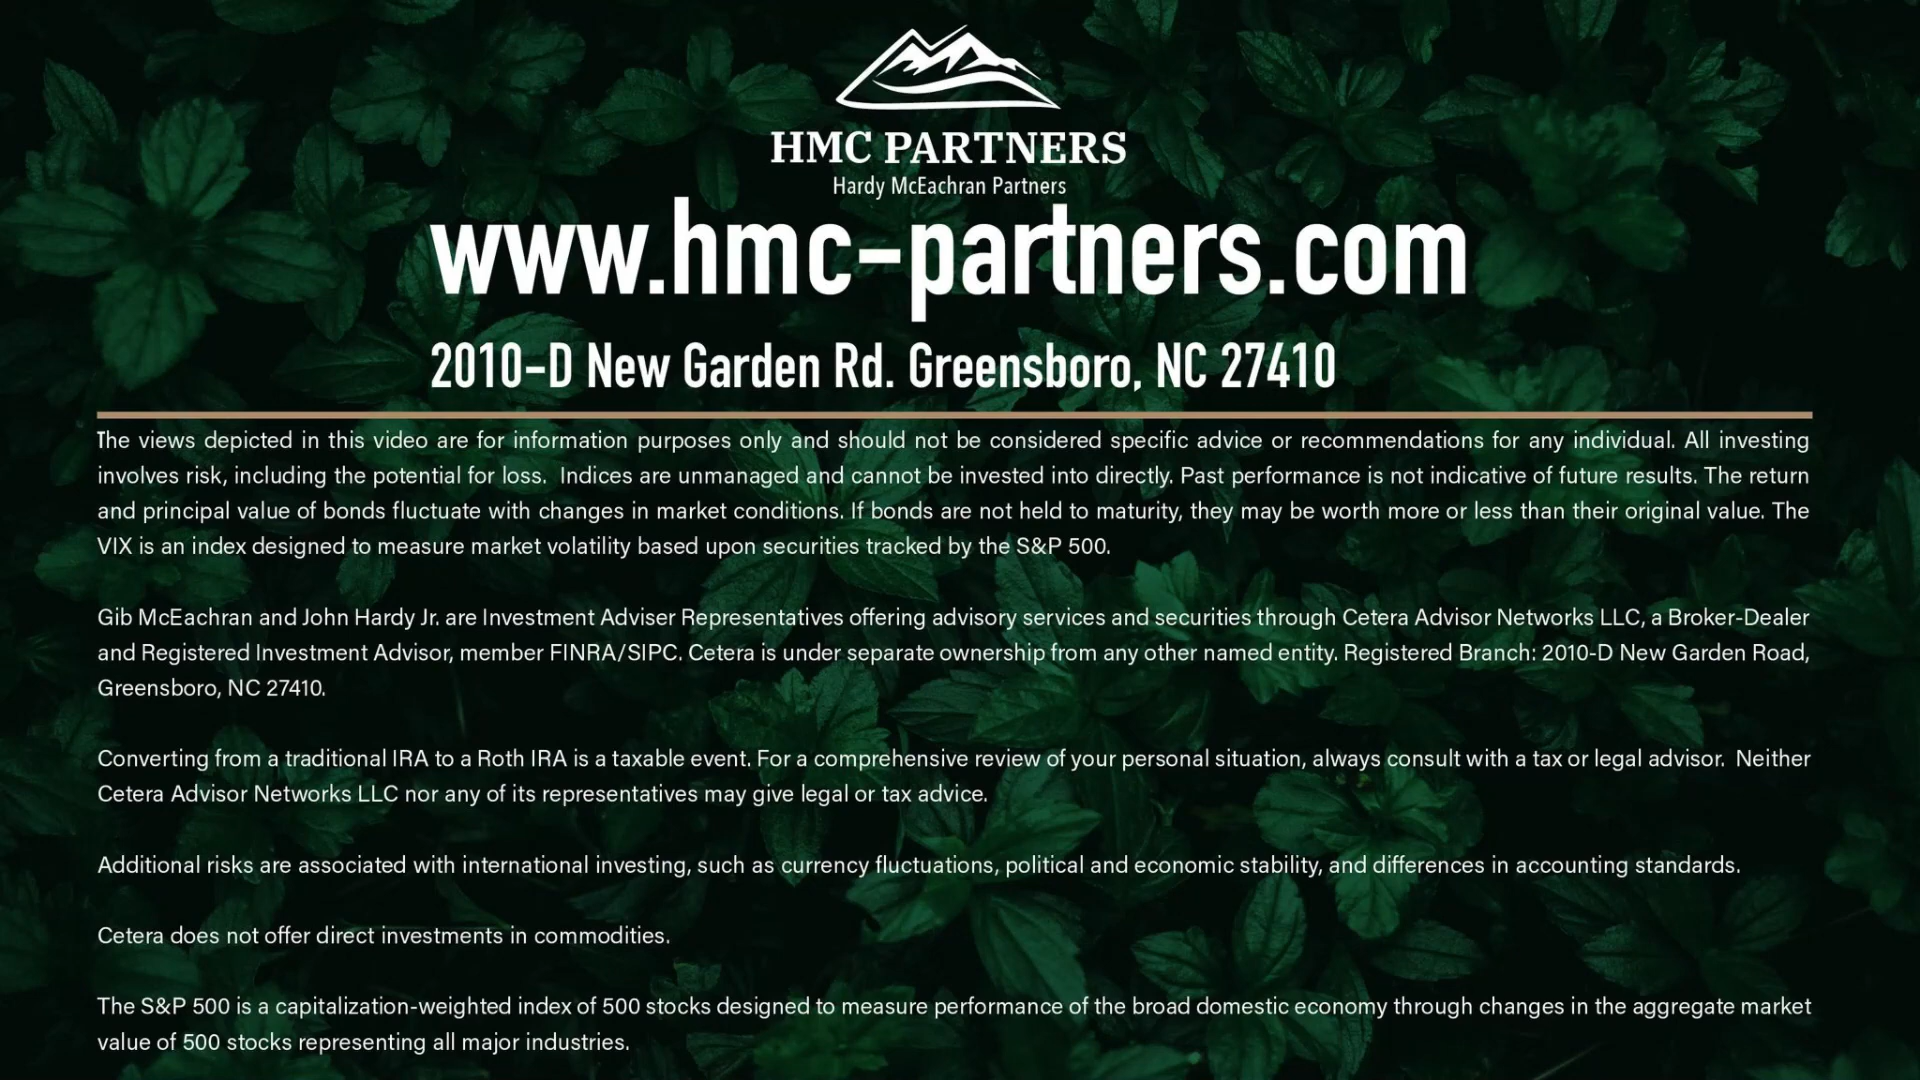 HMC PARTNERS
Hardy McEachran Partners
www.hmc-partners.com
2010-D New Garden Rd. Greensboro, NC 27410
The views depicted in this video are for information purposes only and should not be considered specific advice or recommendations for any individual. All investing
involves risk, including the potential for loss.  Indices are unmanaged and cannot be invested into directly. Past performance is not indicative of future results. The return
and principal value of bonds fluctuate with changes in market conditions. If bonds are not held to maturity, they may be worth more or less than their original value. The
VIX is an index designed to measure market volatility based upon securities tracked by the S&P 500.
Gib McEachran and John Hardy Jr. are Investment Adviser Representatives offering advisory services and securities through Cetera Advisor Networks LLC, a Broker-Dealer
and Registered Investment Advisor, member FINRA/SIPC. Cetera is under separate ownership from any other named entity. Registered Branch: 2010-D New Garden Road,
Greensboro, NC 27410.
Converting from a traditional IRA to a Roth IRA is a taxable event. For a comprehensive review of your personal situation, always consult with a tax or legal advisor.  Neither
Cetera Advisor Networks LLC nor any of its representatives may give legal or tax advice.
Additional risks are associated with international investing, such as currency fluctuations, political and economic stability, and differences in accounting standards.
Cetera does not offer direct investments in commodities.
The S&P 500 is a capitalization-weighted index of 500 stocks designed to measure performance of the broad domestic economy through changes in the aggregate market
value of 500 stocks representing all major industries.